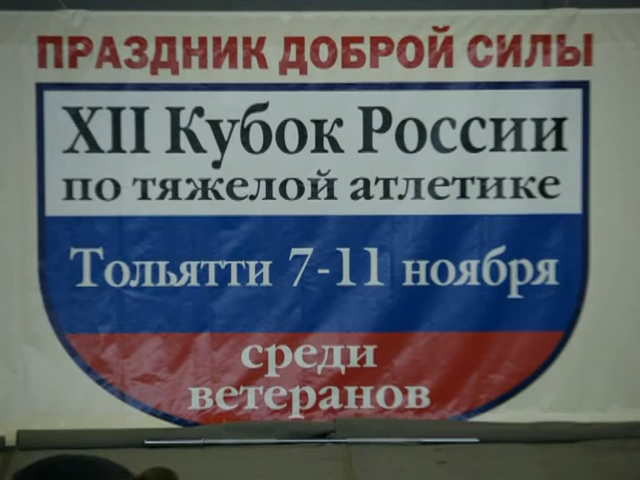 ПРАЗДНИК ДОБРОЙ СИЛЫ
XII Кубок России
по тяжелой атлетике
Тольятти 7-11 ноября
среди
ветеранов